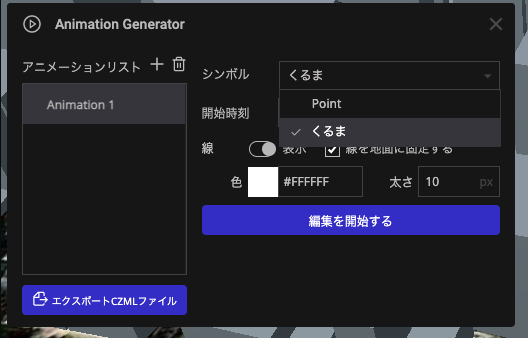 Animation Generator
アニメーションリスト
Animation 1
エクスポートCZMLファイル
シンボル
くるま
Point
くるま
開始時刻
線
表示
線を地面に固定する
色
#FFFFFF
太さ
10
px
編集を開始する